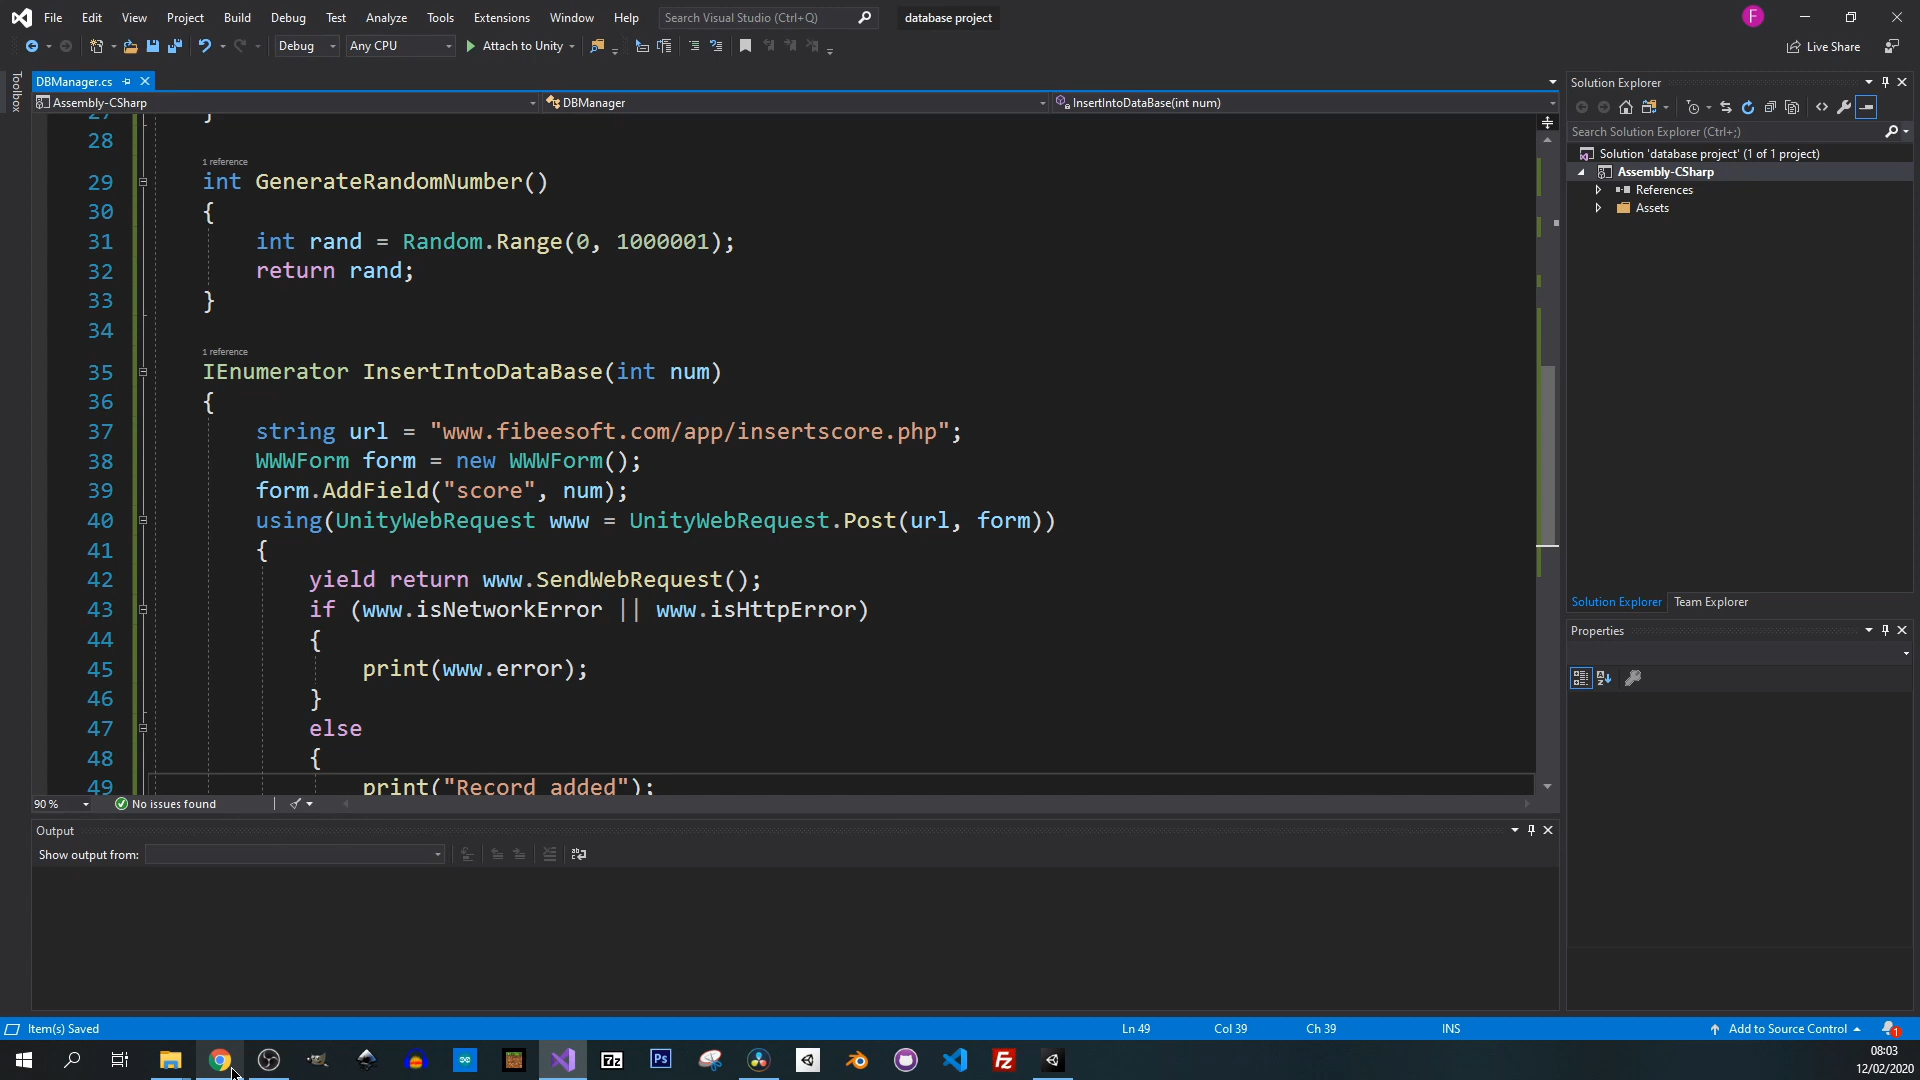 File Edit View Project Build Debug Test Analyze Tools Extensions Window Help Search Visual Studio (Ctrl+Q) database project F
Debug Any CPU Attach to Unity Live Share
Toolbox
DBManager.cs
Assembly-CSharp DBManager InsertIntoDataBase(int num)
27 }
28
1 reference
29 int GenerateRandomNumber()
30 {
31 int rand = Random.Range(0, 1000001);
32 return rand;
33 }
34
1 reference
35 IEnumerator InsertIntoDataBase(int num)
36 {
37 string url = "www.fibeesoft.com/app/insertscore.php";
38 WWWForm form = new WWWForm();
39 form.AddField("score", num);
40 using(UnityWebRequest www = UnityWebRequest.Post(url, form))
41 {
42 yield return www.SendWebRequest();
43 if (www.isNetworkError || www.isHttpError)
44 {
45 print(www.error);
46 }
47 else
48 {
49 print("Record added");
90 % No issues found
Output
Show output from:
Solution Explorer
Search Solution Explorer (Ctrl+;)
Solution 'database project' (1 of 1 project)
Assembly-CSharp
References
Assets
Solution Explorer Team Explorer
Properties
Item(s) Saved Ln 49 Col 39 Ch 39 INS Add to Source Control 1
7z Ps Fz
08:03
12/02/2020